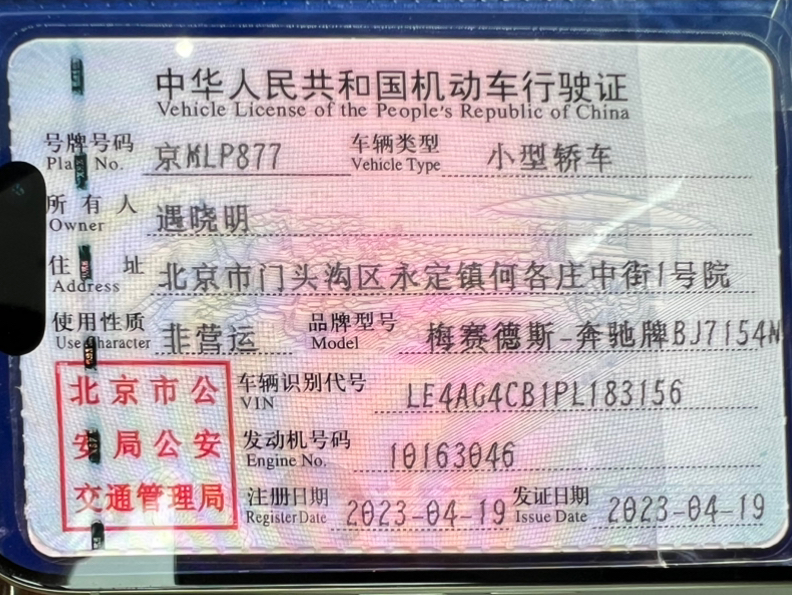 中华人民共和国机动车行驶证
Vehicle License of the People's Republic of China
号牌号码 京MLP877 车辆类型 小型轿车
Plate No. Vehicle Type
所有人 遇晓明
Owner
住址 北京市门头沟区永定镇何各庄中街1号院
Address
使用性质 非营运 品牌型号 梅赛德斯-奔驰牌BJ7154N
Use Character Model
北京市公 车辆识别代号 LE4AG4CB1PL183156
VIN
安局公安 发动机号码 10163046
Engine No.
交通管理局 注册日期 2023-04-19 发证日期 2023-04-19
Register Date Issue Date